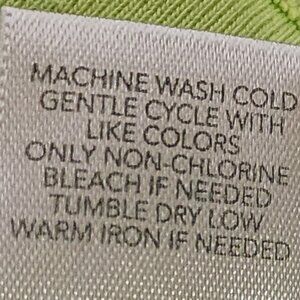 MACHINE WASH COLD
GENTLE CYCLE WITH
LIKE COLORS
ONLY NON-CHLORINE
BLEACH IF NEEDED
TUMBLE DRY LOW
WARM IRON IF NEEDED